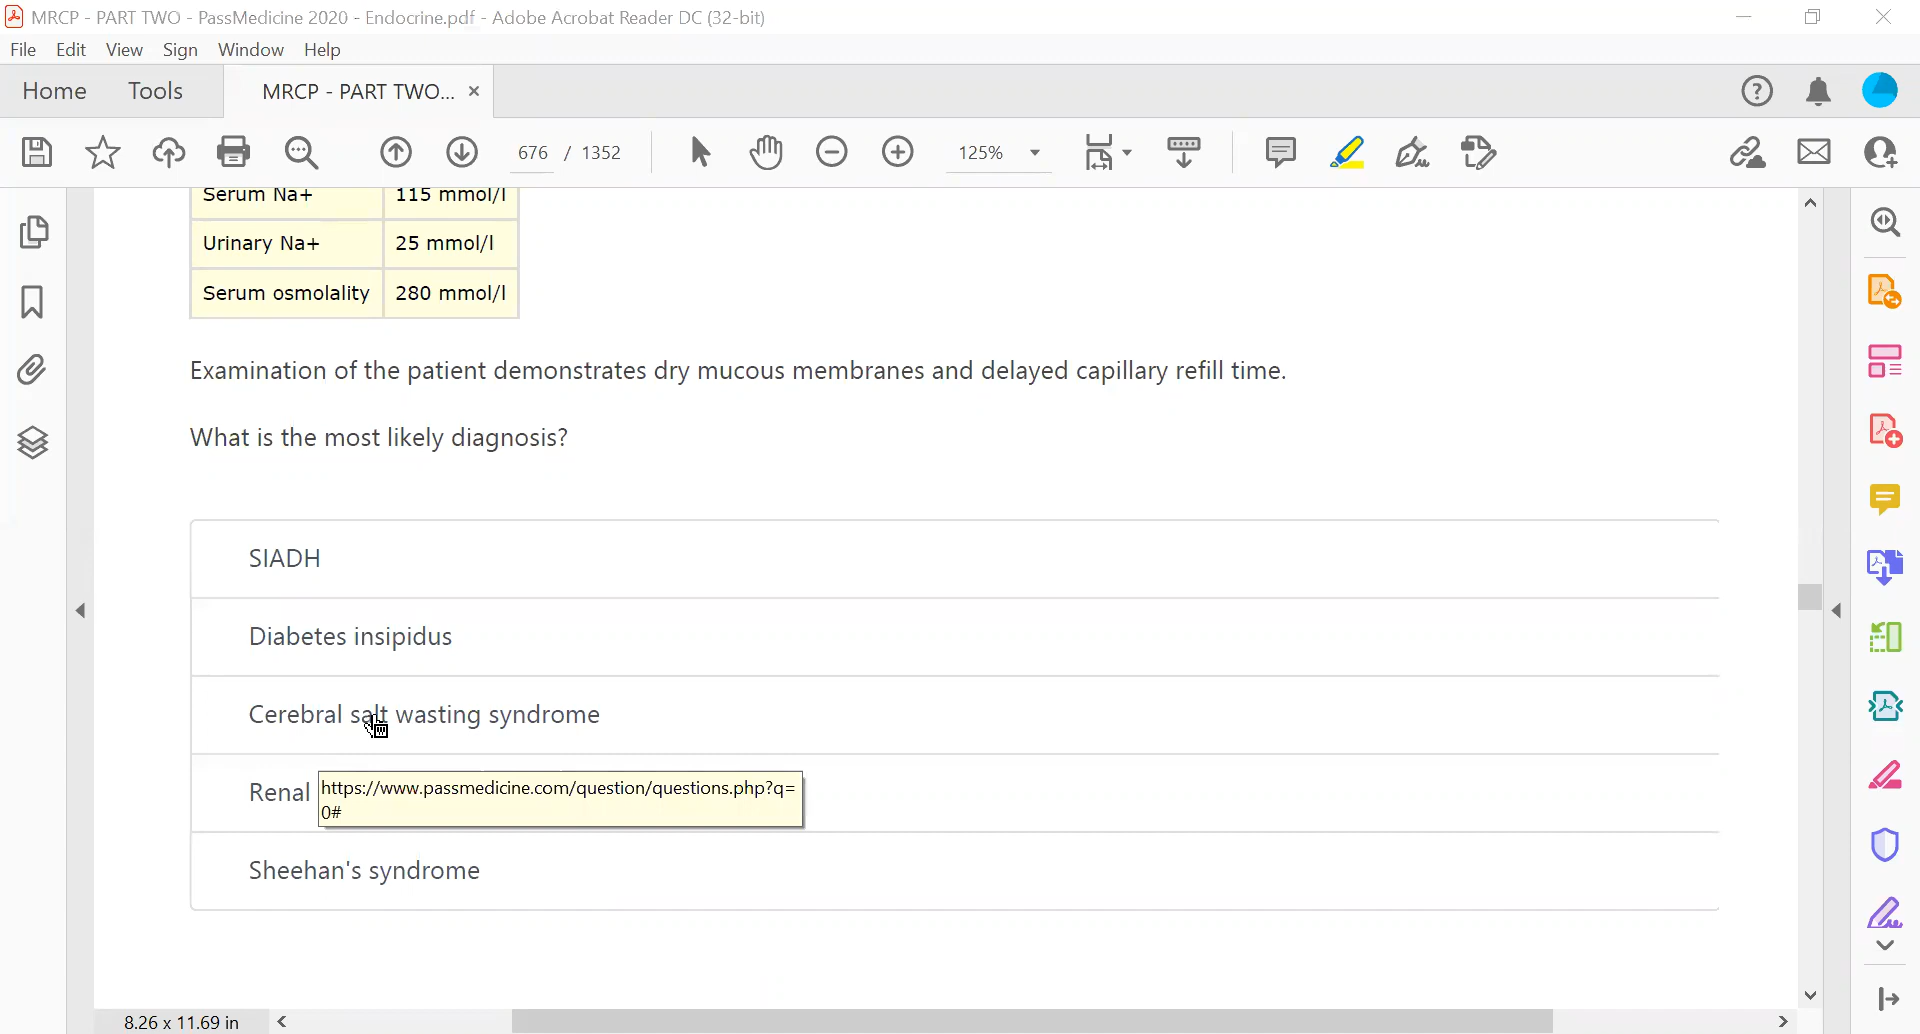 MRCP - PART TWO - PassMedicine 2020 - Endocrine.pdf - Adobe Acrobat Reader DC (32-bit)
File Edit View Sign Window Help
Home Tools MRCP - PART TWO... ×
676 / 1352 125%
Serum Na+ 115 mmol/l
Urinary Na+ 25 mmol/l
Serum osmolality 280 mmol/l
Examination of the patient demonstrates dry mucous membranes and delayed capillary refill time.
What is the most likely diagnosis?
SIADH
Diabetes insipidus
Cerebral salt wasting syndrome
Renal
https://www.passmedicine.com/question/questions.php?q=
0#
Sheehan's syndrome
8.26 x 11.69 in